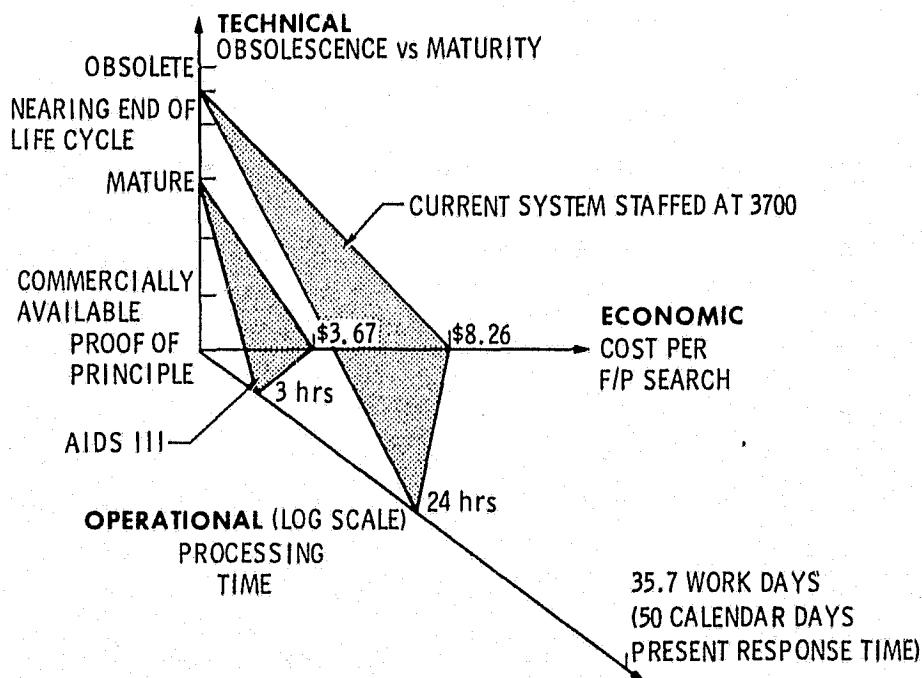 TECHNICAL
OBSOLESCENCE vs MATURITY
OBSOLETE
NEARING END OF
LIFE CYCLE
MATURE
CURRENT SYSTEM STAFFED AT 3700
COMMERCIALLY
AVAILABLE
PROOF OF
PRINCIPLE
$3.67
$8.26
ECONOMIC
COST PER
F/P SEARCH
3 hrs
AIDS III
24 hrs
OPERATIONAL (LOG SCALE)
PROCESSING
TIME
35.7 WORK DAYS
(50 CALENDAR DAYS
PRESENT RESPONSE TIME)